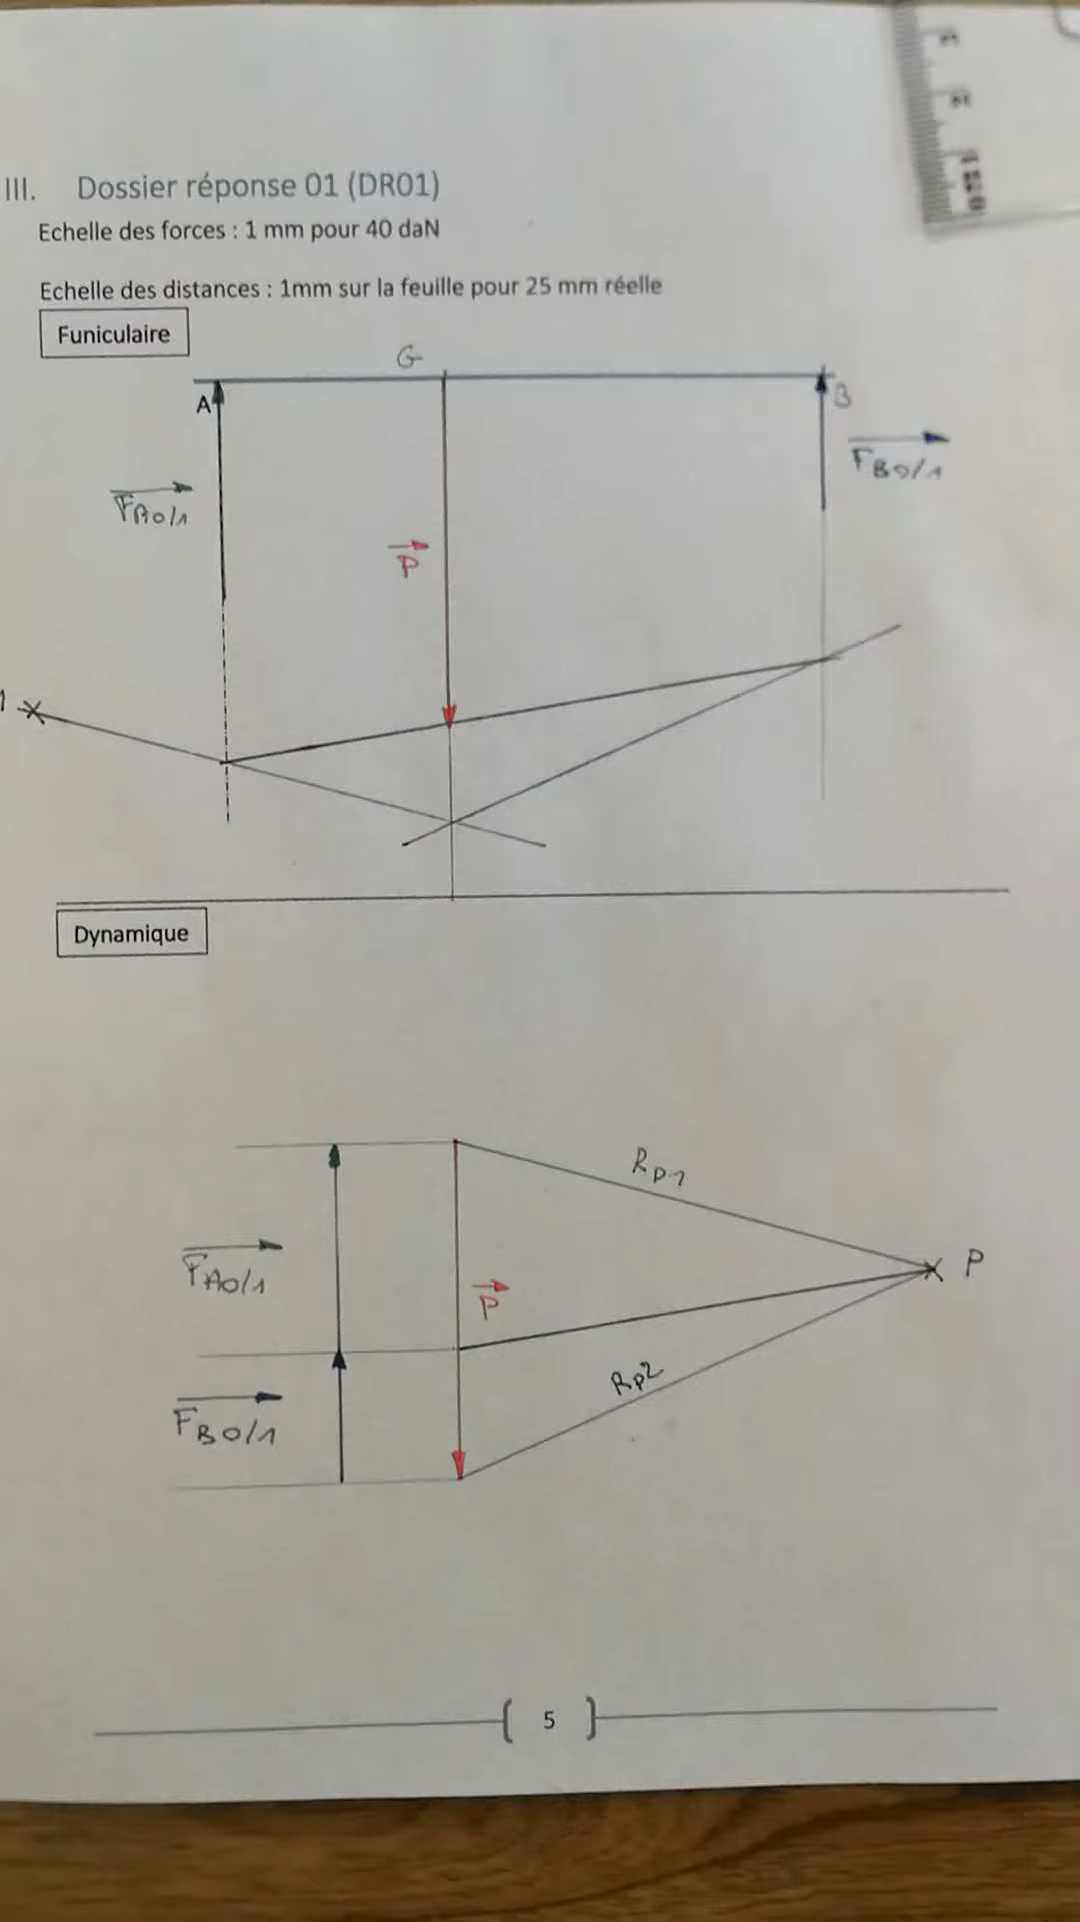 III. Dossier réponse 01 (DR01)
Echelle des forces : 1 mm pour 40 daN
Echelle des distances : 1mm sur la feuille pour 25 mm réelle
Funiculaire
G
A
B
FB0/1
FA0/1
P
1
Dynamique
Rp1
P
FA0/1
P
Rp2
FB0/1
5